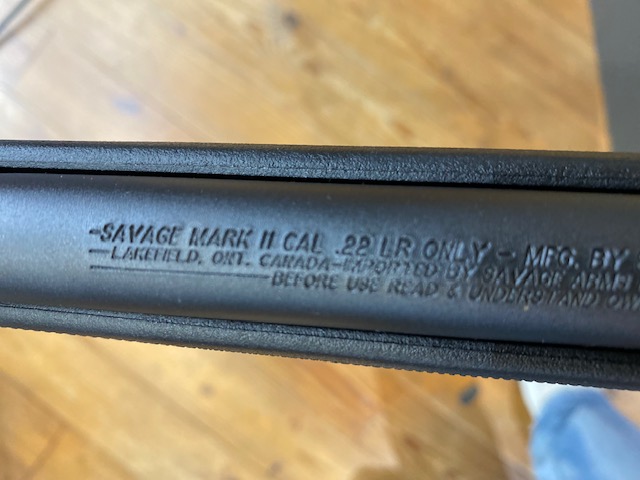 -SAVAGE MARK II CAL .22 LR ONLY - MFG. BY
LAKEFIELD, ONT. CANADA-IMPORTED BY SAVAGE ARMS
BEFORE USE READ & UNDERSTAND